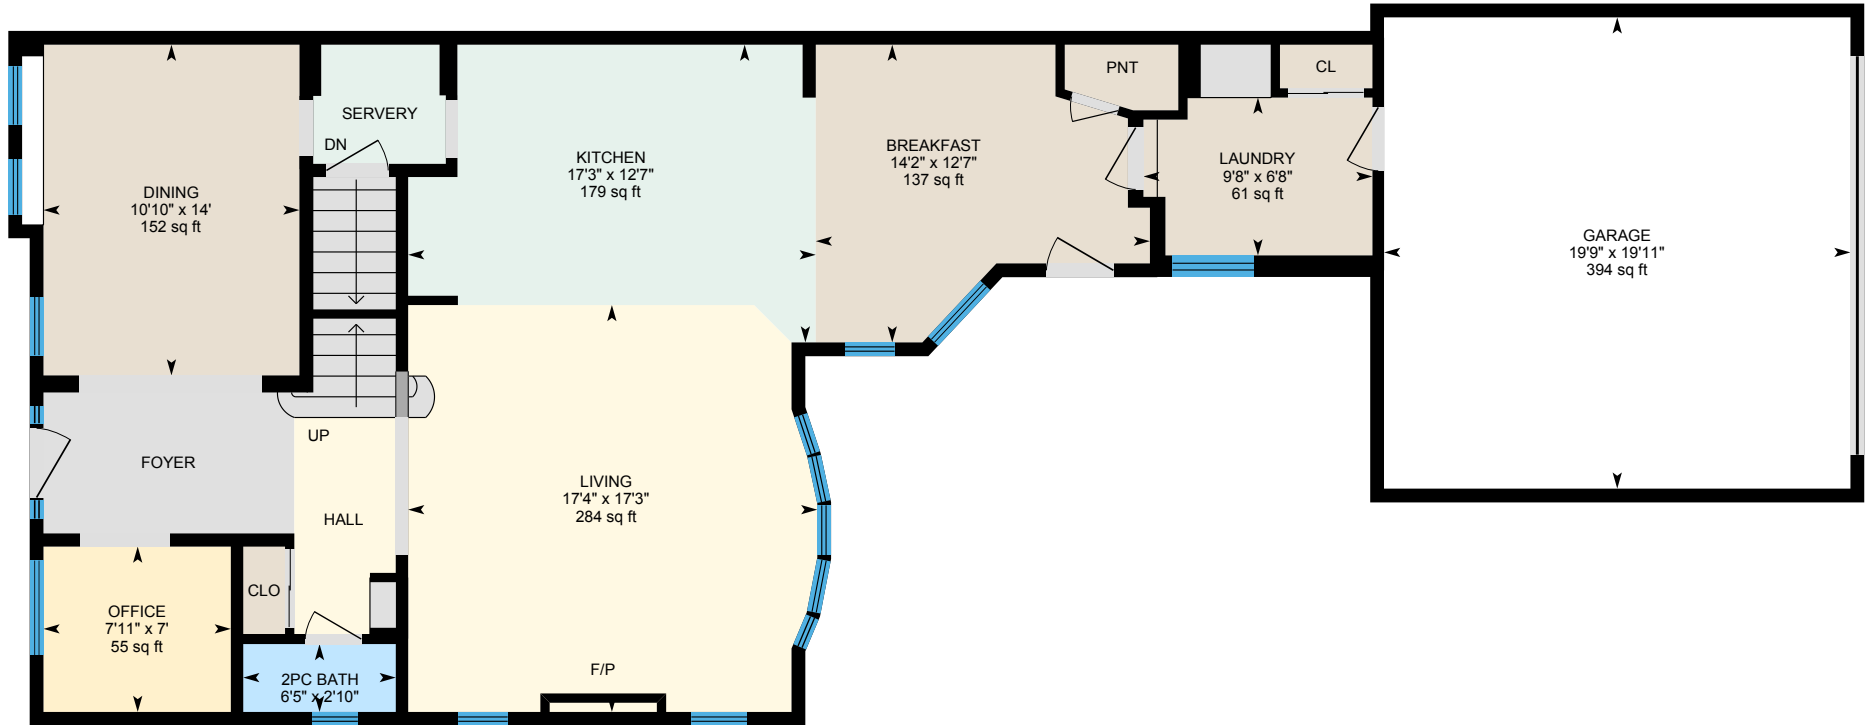 PNT
CL
SERVERY
DN
KITCHEN
17'3" x 12'7"
179 sq ft
BREAKFAST
14'2" x 12'7"
137 sq ft
LAUNDRY
9'8" x 6'8"
61 sq ft
DINING
10'10" x 14'
152 sq ft
GARAGE
19'9" x 19'11"
394 sq ft
UP
FOYER
HALL
LIVING
17'4" x 17'3"
284 sq ft
CLO
OFFICE
7'11" x 7'
55 sq ft
2PC BATH
6'5" x 2'10"
F/P